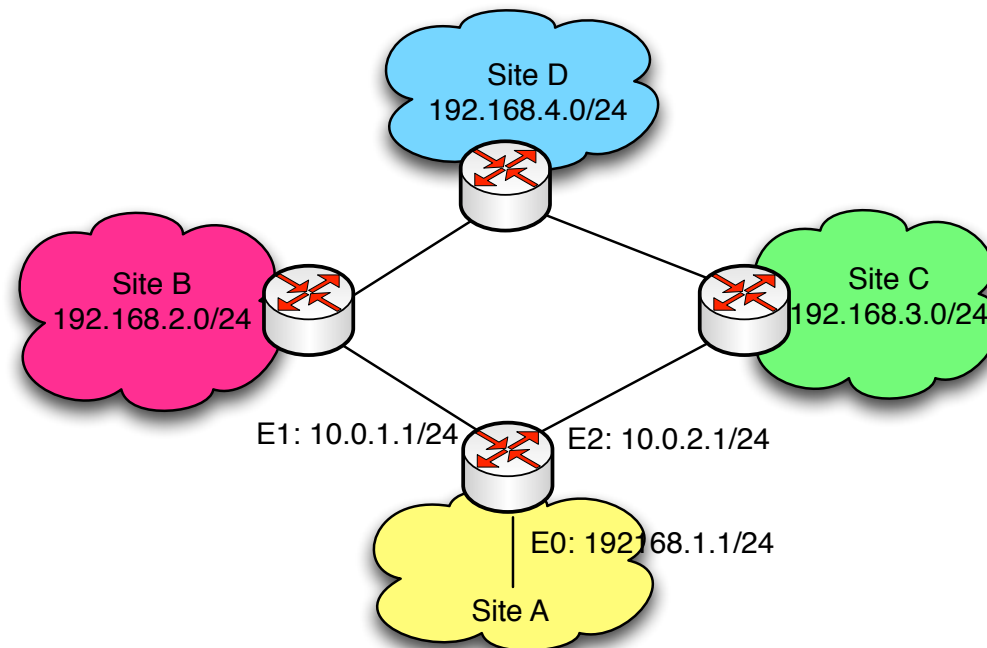 Site D
192.168.4.0/24
Site B
192.168.2.0/24
Site C
192.168.3.0/24
E1: 10.0.1.1/24
E2: 10.0.2.1/24
E0: 192168.1.1/24
Site A